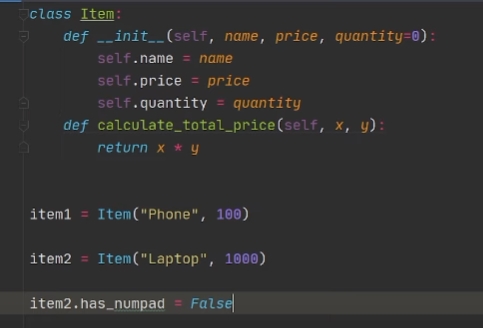 class Item:
    def __init__(self, name, price, quantity=0):
        self.name = name
        self.price = price
        self.quantity = quantity
    def calculate_total_price(self, x, y):
        return x * y
item1 = Item("Phone", 100)
item2 = Item("Laptop", 1000)
item2.has_numpad = False